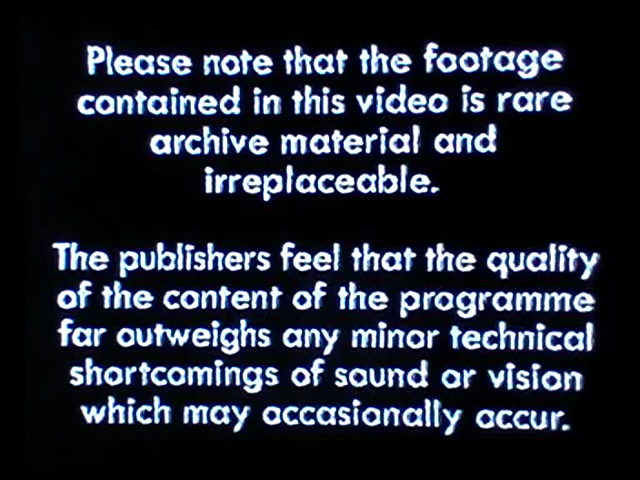 Please note that the footage
contained in this video is rare
archive material and
irreplaceable.
The publishers feel that the quality
of the content of the programme
far outweighs any minor technical
shortcomings of sound or vision
which may occasionally occur.